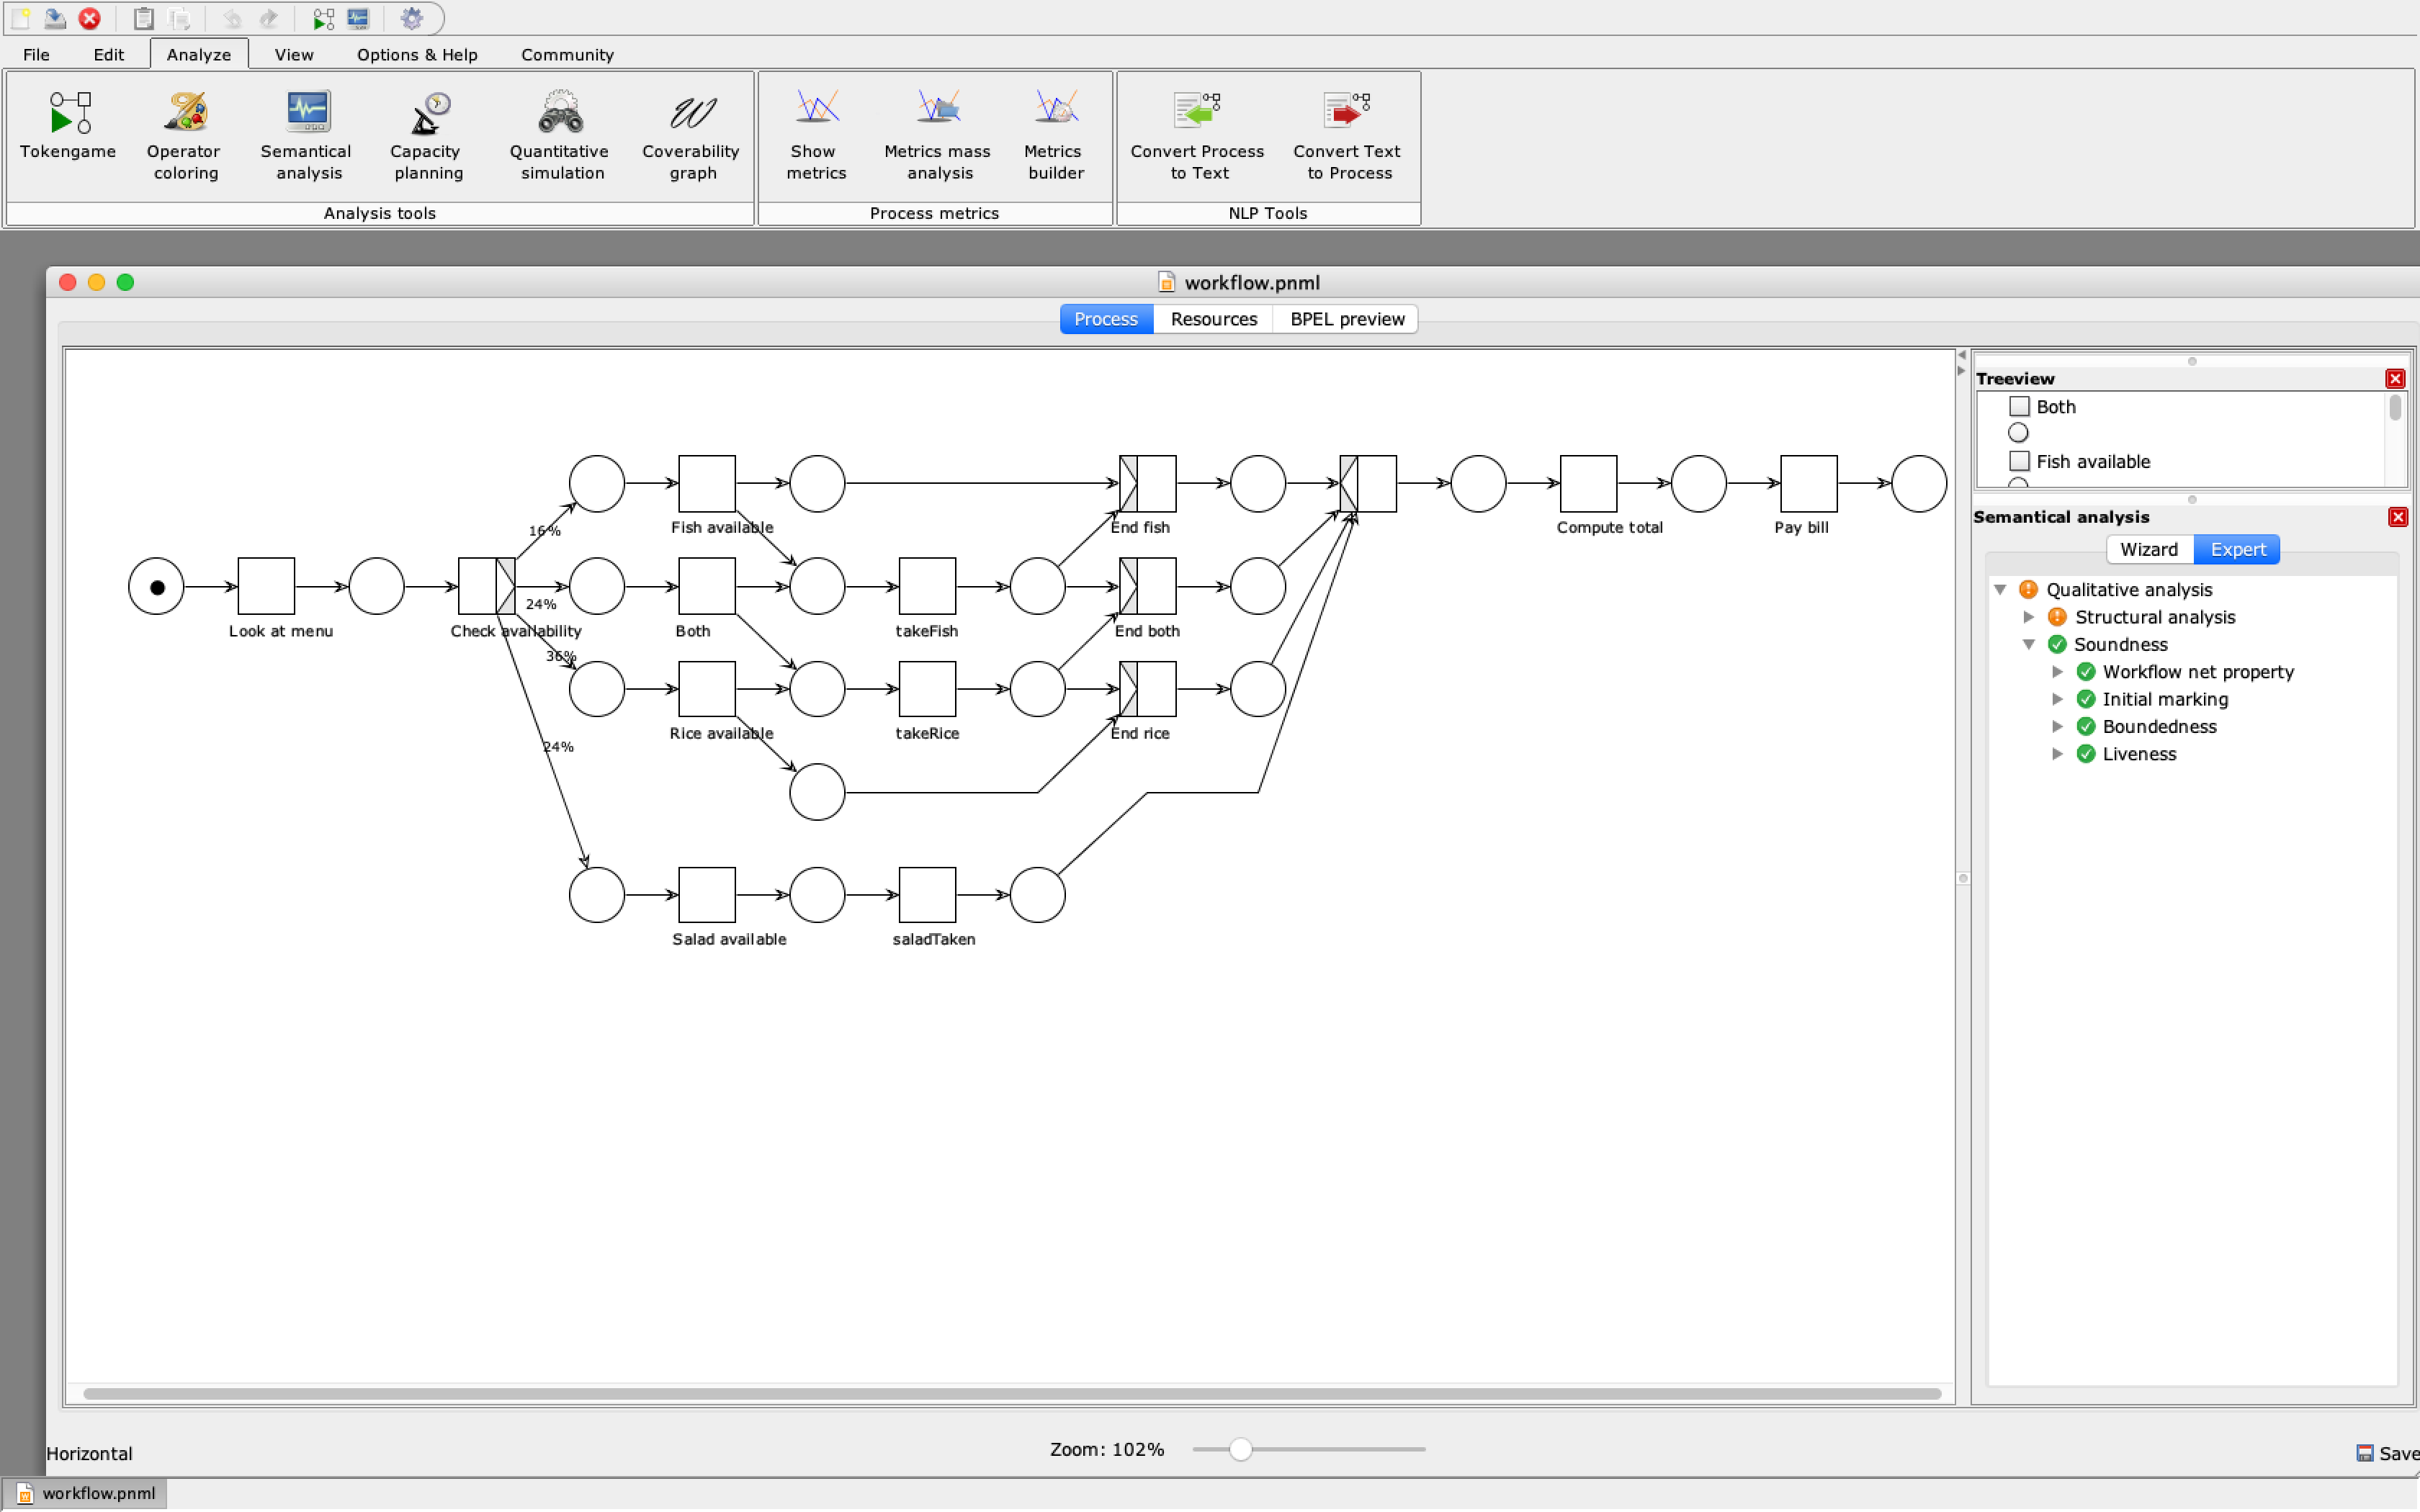 File Edit Analyze View Options & Help Community
Tokengame Operator coloring Semantical analysis Capacity planning Quantitative simulation Coverability graph Show metrics Metrics mass analysis Metrics builder Convert Process to Text Convert Text to Process
Analysis tools Process metrics NLP Tools
workflow.pnml
Process Resources BPEL preview
Treeview
Both
Fish available
Semantical analysis
Wizard Expert
Qualitative analysis
Structural analysis
Soundness
Workflow net property
Initial marking
Boundedness
Liveness
16%
Fish available
End fish
Compute total
Pay bill
24%
Look at menu
Check availability
Both
takeFish
End both
36%
Rice available
takeRice
End rice
24%
Salad available
saladTaken
Horizontal
Zoom: 102%
Save
workflow.pnml